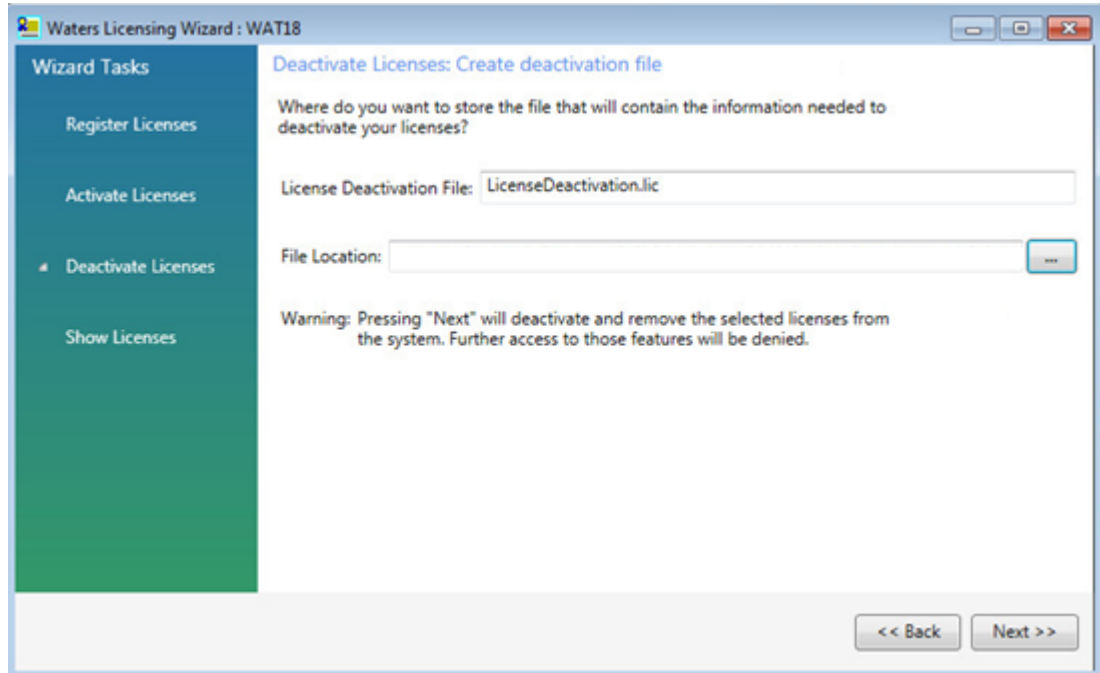 Waters Licensing Wizard : WAT18
Wizard Tasks
Register Licenses
Activate Licenses
Deactivate Licenses
Show Licenses
Deactivate Licenses: Create deactivation file
Where do you want to store the file that will contain the information needed to
deactivate your licenses?
License Deactivation File: LicenseDeactivation.lic
File Location:
...
Warning: Pressing "Next" will deactivate and remove the selected licenses from
the system. Further access to those features will be denied.
<< Back
Next >>